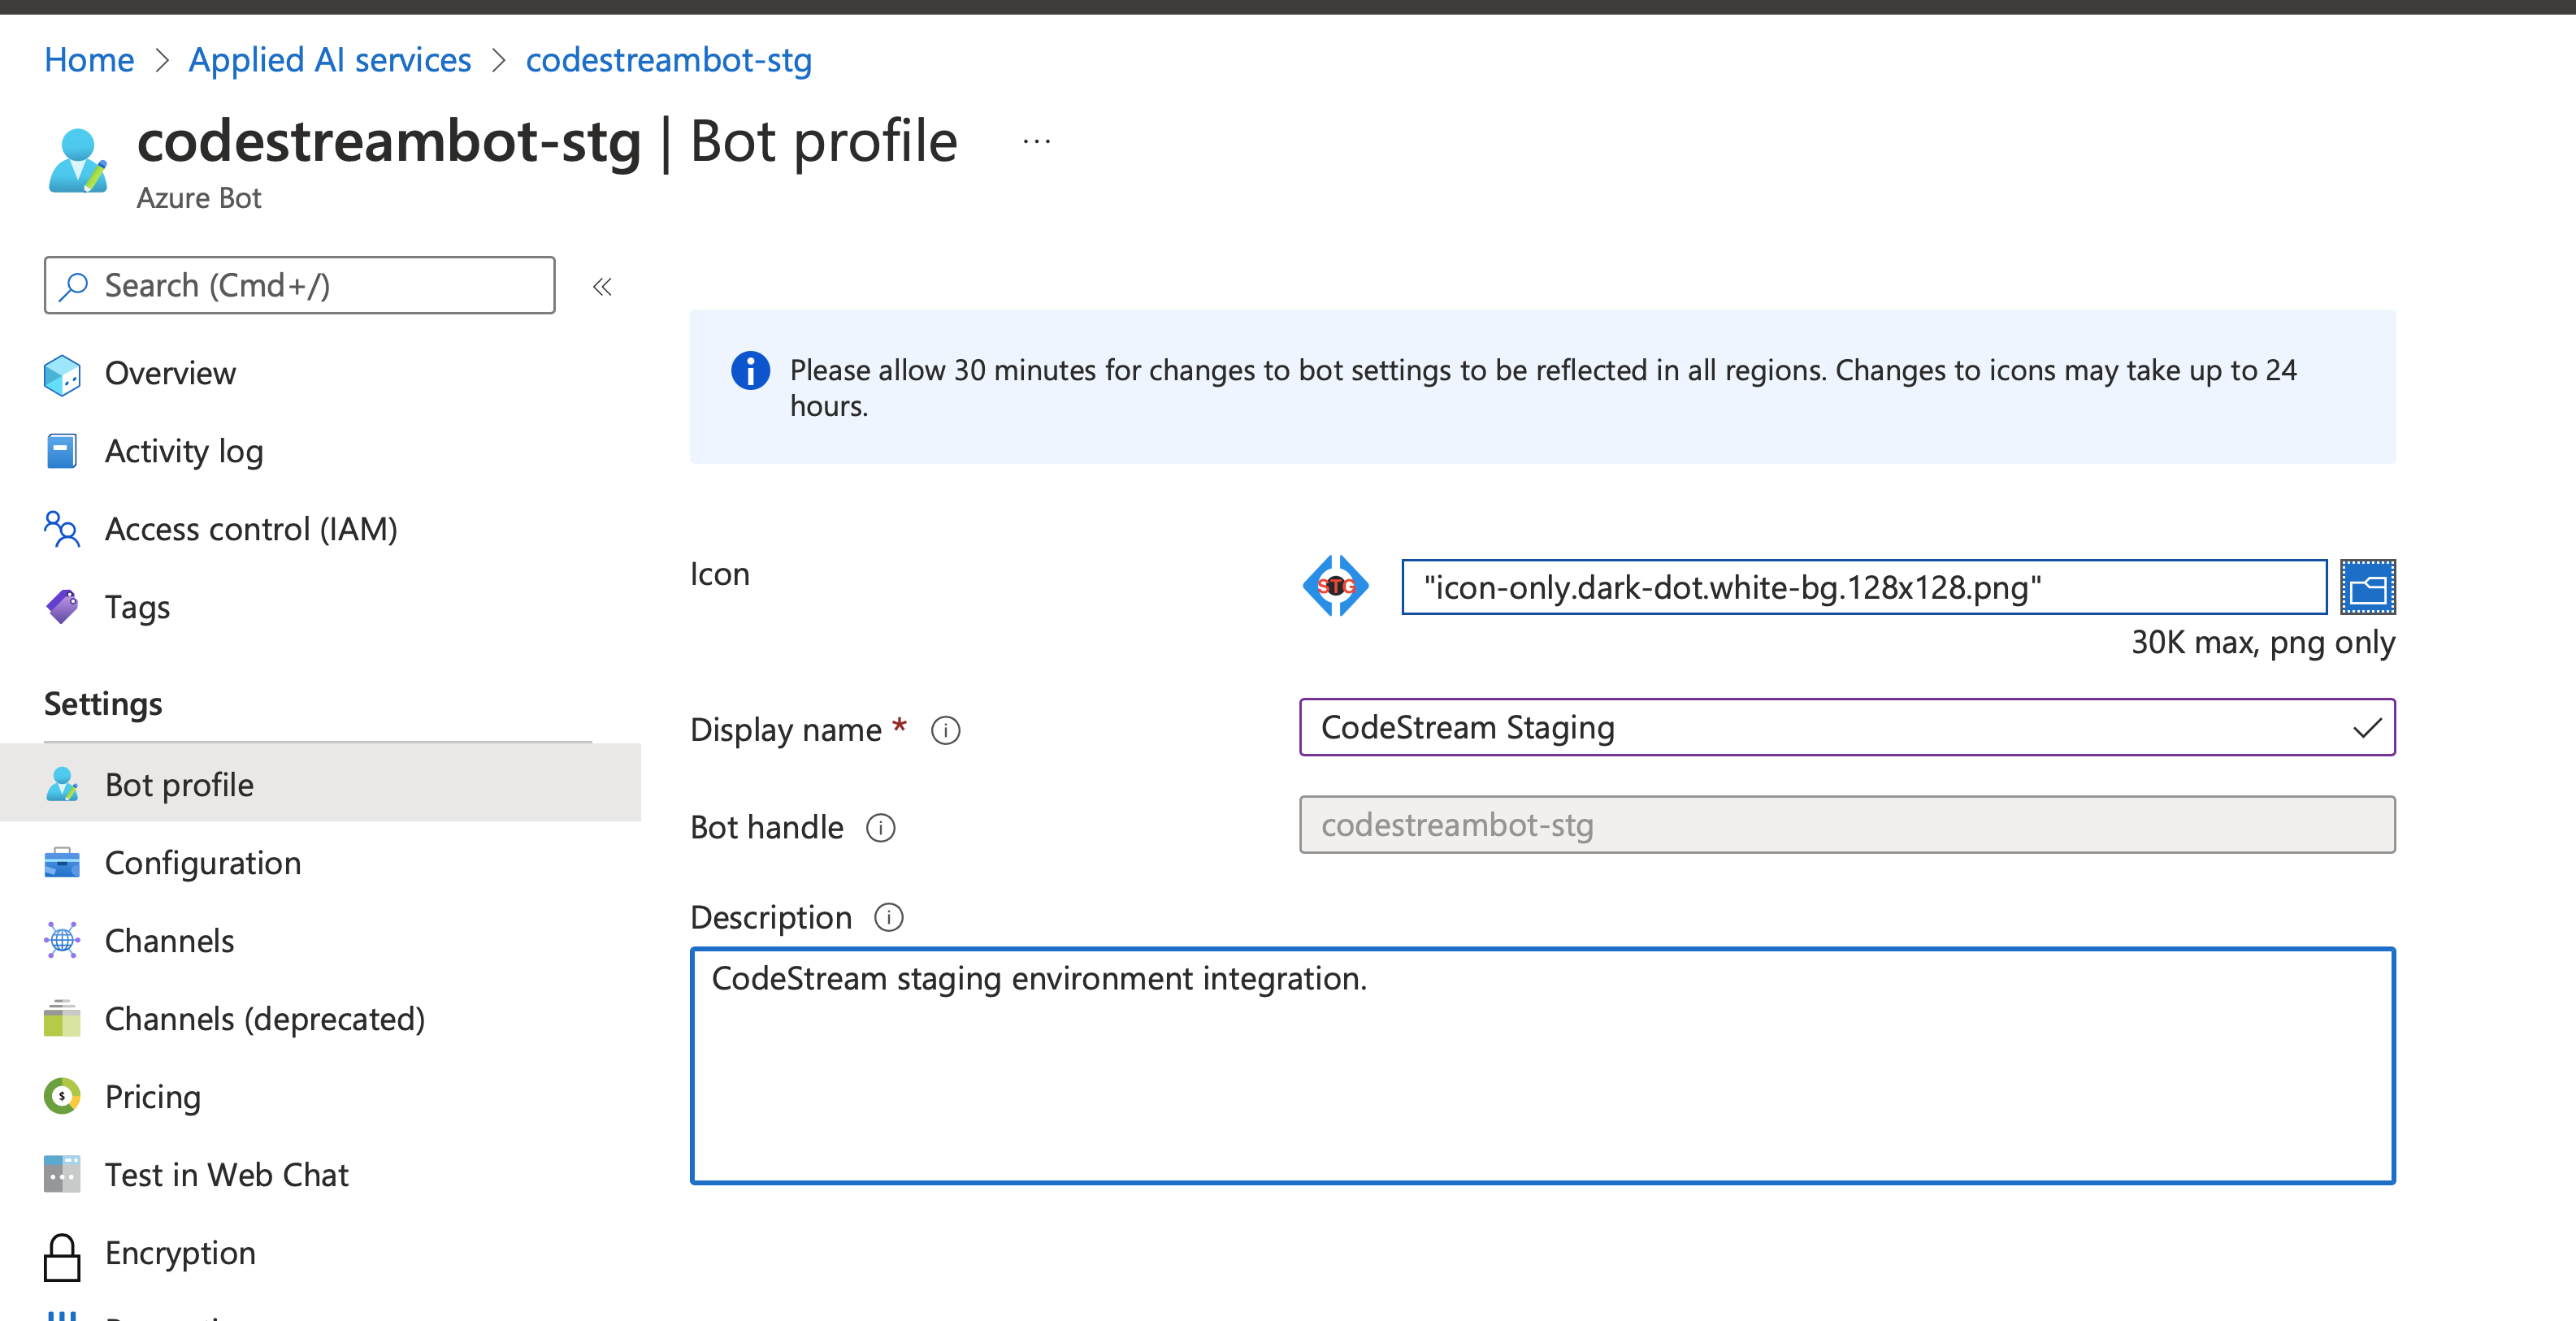 Home > Applied AI services > codestreambot-stg
codestreambot-stg | Bot profile ...
Azure Bot
Search (Cmd+/)
Overview
Activity log
Access control (IAM)
Tags
Settings
Bot profile
Configuration
Channels
Channels (deprecated)
Pricing
Test in Web Chat
Encryption
Please allow 30 minutes for changes to bot settings to be reflected in all regions. Changes to icons may take up to 24
hours.
Icon
STG
"icon-only.dark-dot.white-bg.128x128.png"
30K max, png only
Display name *
CodeStream Staging
Bot handle
codestreambot-stg
Description
CodeStream staging environment integration.